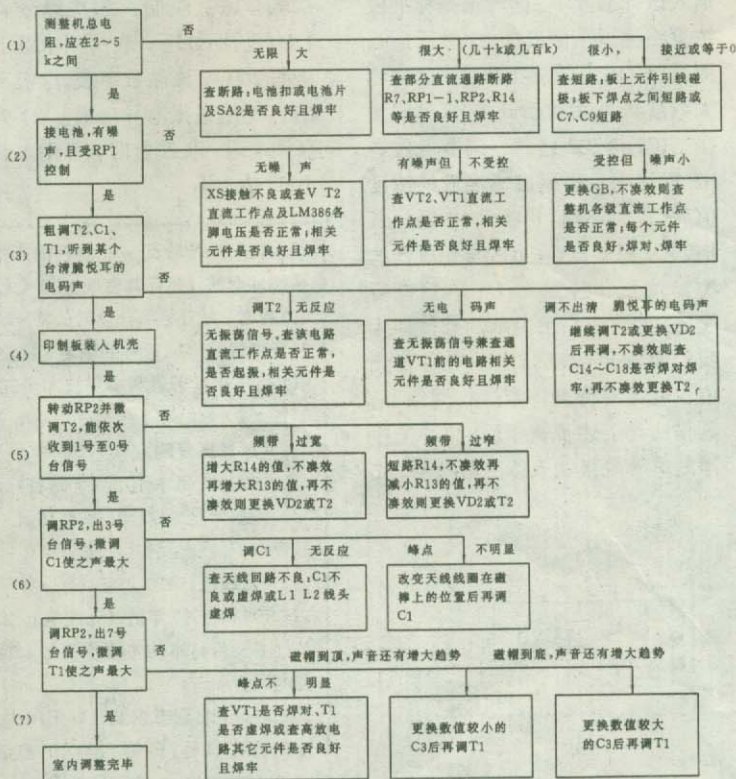 测整机总电
阻,应在2～5
k之间
(1)
否
无限 大
很大·(几十k或几百k)
很小, 接近或等于0
查断路;电池扣或电池片
及SA2是否良好且焊牢
查部分直流通路断路
R7、RP1－1、RP2、R14
等是否良好且焊牢
查短路;板上元件引线碰
极;板下焊点之间短路或
C7、C9短路
是
接电池,有噪
声,且受RP1
控制
(2)
否
无噪 声
有噪声但 不受控
受控但 噪声小
XS接触不良或查V T2
直流工作点及LM386各
脚电压是否正常;相关
元件是否良好且焊牢
查VT2、VT1直流工
作点是否正常,相关
元件是否良好且焊牢
更换GB,不凑效则查
整机各级直流工作点
是否正常;每个元件
是否良好,焊对、焊牢
是
粗调T2、C1、
T1,听到某个
台清脆悦耳的
电码声
(3)
否
调T2 无反应
无电 码声
调不出清 脆悦耳的电码声
无振荡信号、查该电路
直流工作点是否正常,
是否起振,相关元件是
否良好且焊牢
查无振荡信号兼查通
道VT1前的电路相关
元件是否良好且焊牢
继续调T2或更换VD2
后再调,不凑效则查
C14～C18是否焊对焊
牢,再不凑效更换T2
是
(4)
印制板装人机壳
是
转动RP2并微
调T2,能依次
收到1号至0号
台信号
(5)
否
频带 过宽
频带 过窄
增大R14的值,不凑效
再增大R13的值,再不
凑效则更换VD2或T2
短路R14,不凑效再
减小R13的值,再不
凑效则更换VD2或T2
是
调RP2,出3号
台信号,微调
C1使之声最大
(6)
否
调C1 无反应
峰点 不明显
查天线回路不良;C1不
良或虚焊或L1 L2线头
虚焊
改变天线线圈在磁
棒上的位置后再调
C1
是
调RP2,出7号
台信号,微调
T1使之声最大
(7)
否
峰点不 明显
磁帽到顶,声音还有增大趋势
磁帽到底,声音还有增大趋势
查VT1是否焊对、T1
是否虚焊或查高放电
路其它元件是否良好
且焊牢
更换数值较小的
C3后再调T1
更换数值较大
的C3后再调T1
是
室内调整完毕